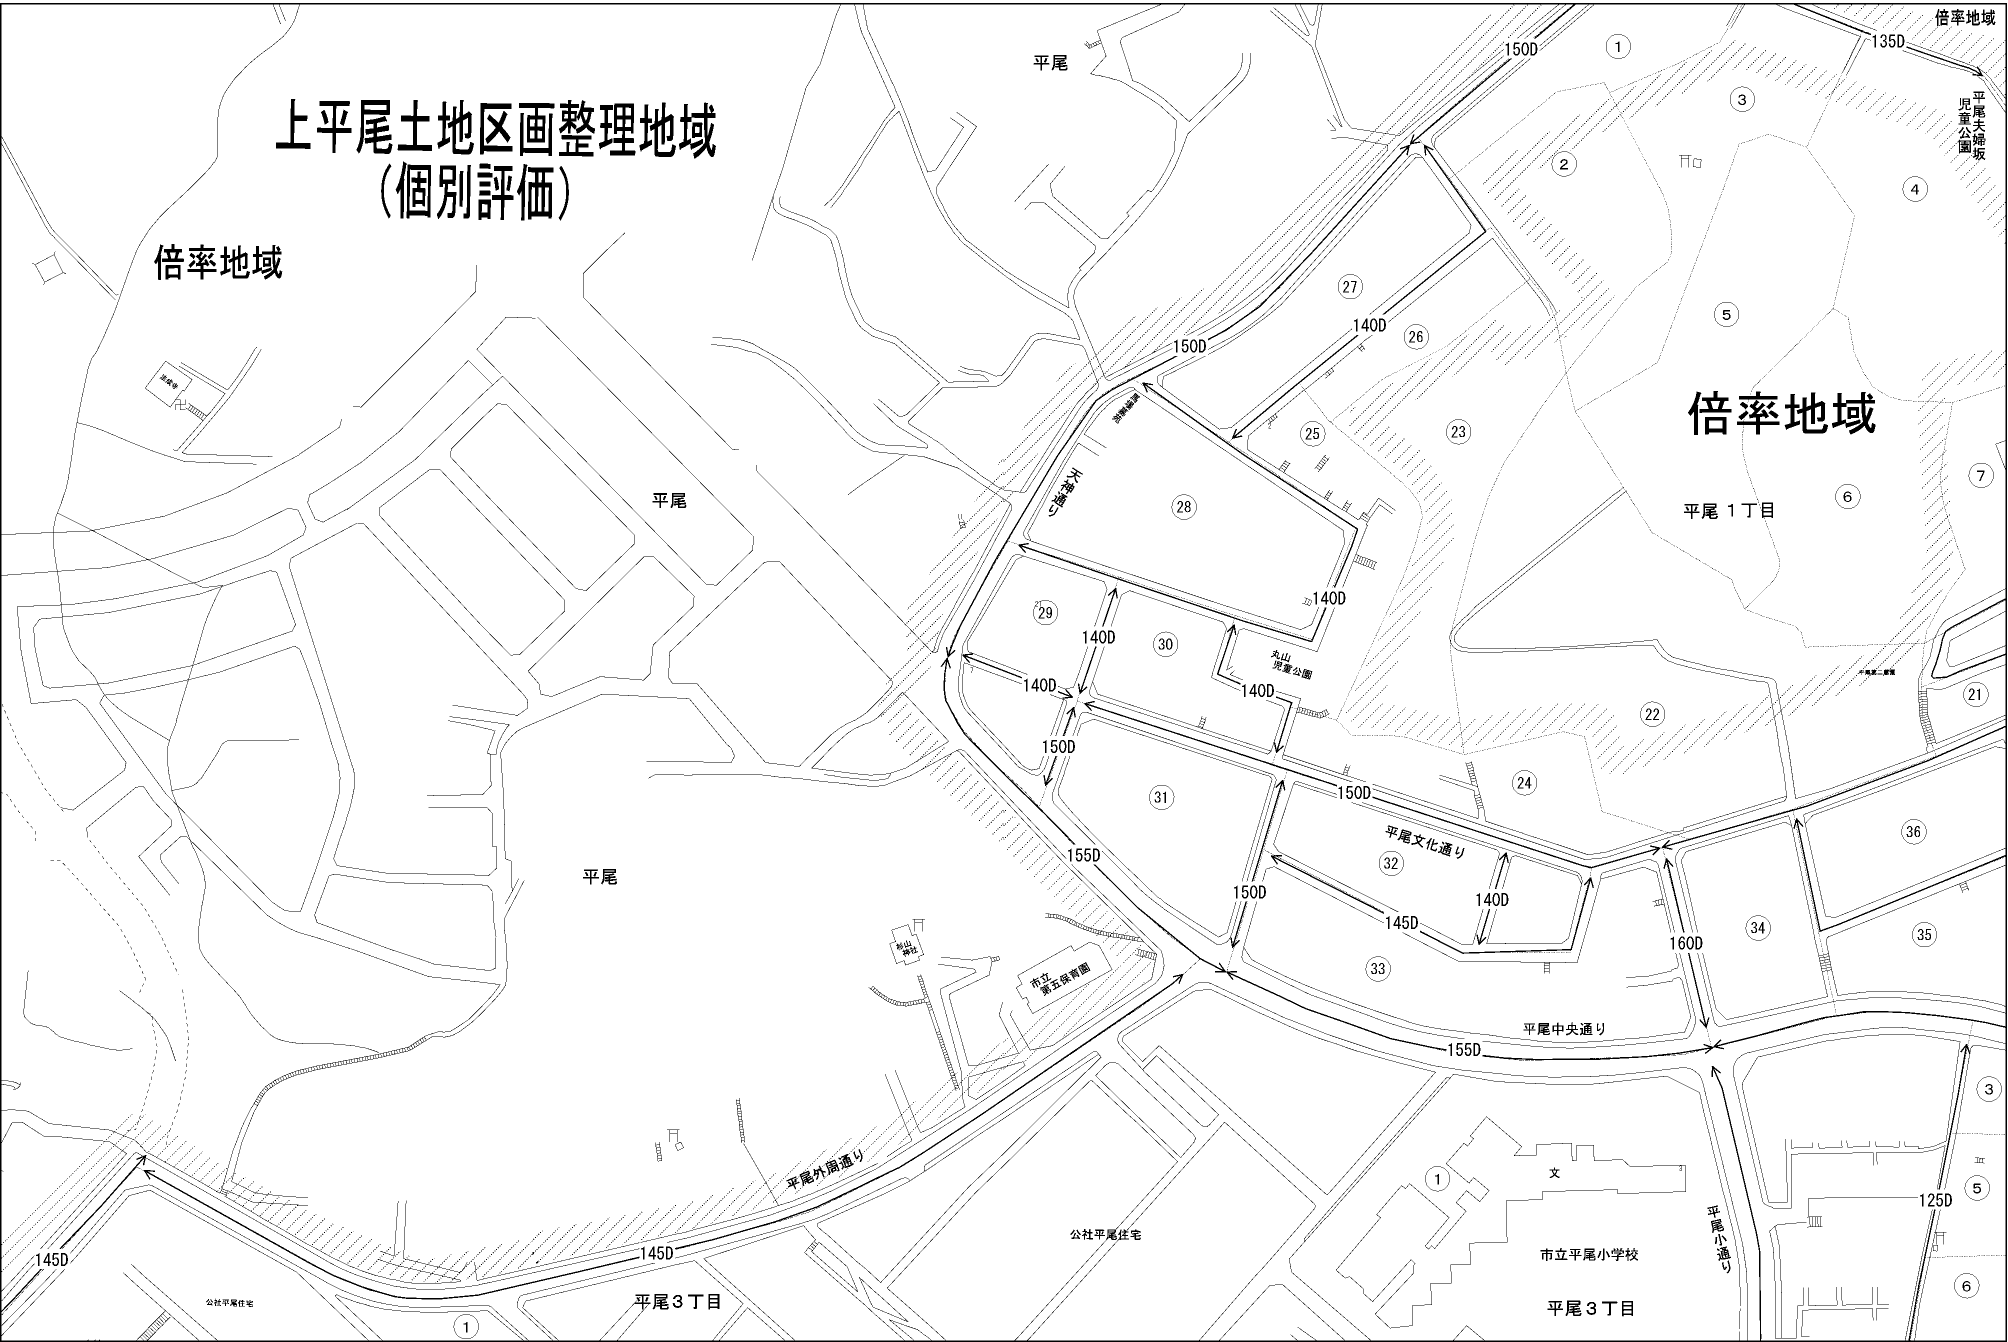 倍率地域
135D
150D
①
平尾
③
平尾夫婦坂
児童公園
上平尾土地区画整理地域
(個別評価)
②
④
倍率地域
27
⑤
140D
26
150D
法成寺
倍率地域
25
23
天神通り
⑦
平尾
28
⑥
平尾１丁目
140D
29
140D
30
丸山
児童公園
140D
140D
21
22
150D
24
31
150D
平尾文化通り
36
155D
32
平尾
150D
140D
145D
34
35
杉山
神社
160D
33
市立
第五保育園
平尾中央通り
155D
③
平尾外周通り
①
文
⑤
125D
平尾小通り
公社平尾住宅
145D
145D
市立平尾小学校
⑥
公社平尾住宅
平尾３丁目
平尾３丁目
①